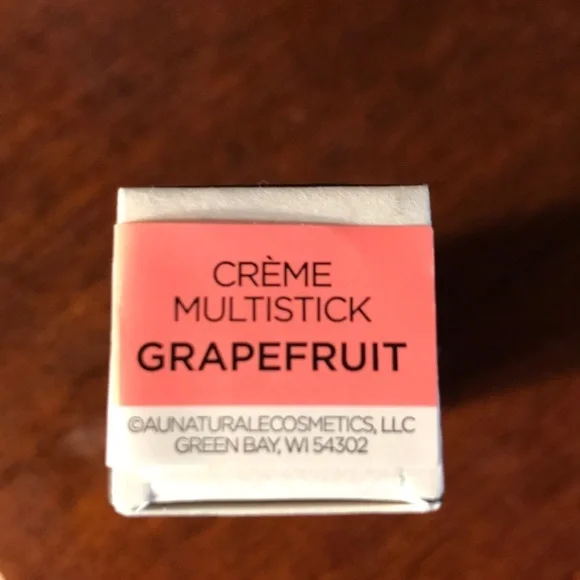 CRÈME
MULTISTICK
GRAPEFRUIT
©AUNATURALECOSMETICS, LLC
GREEN BAY, WI 54302